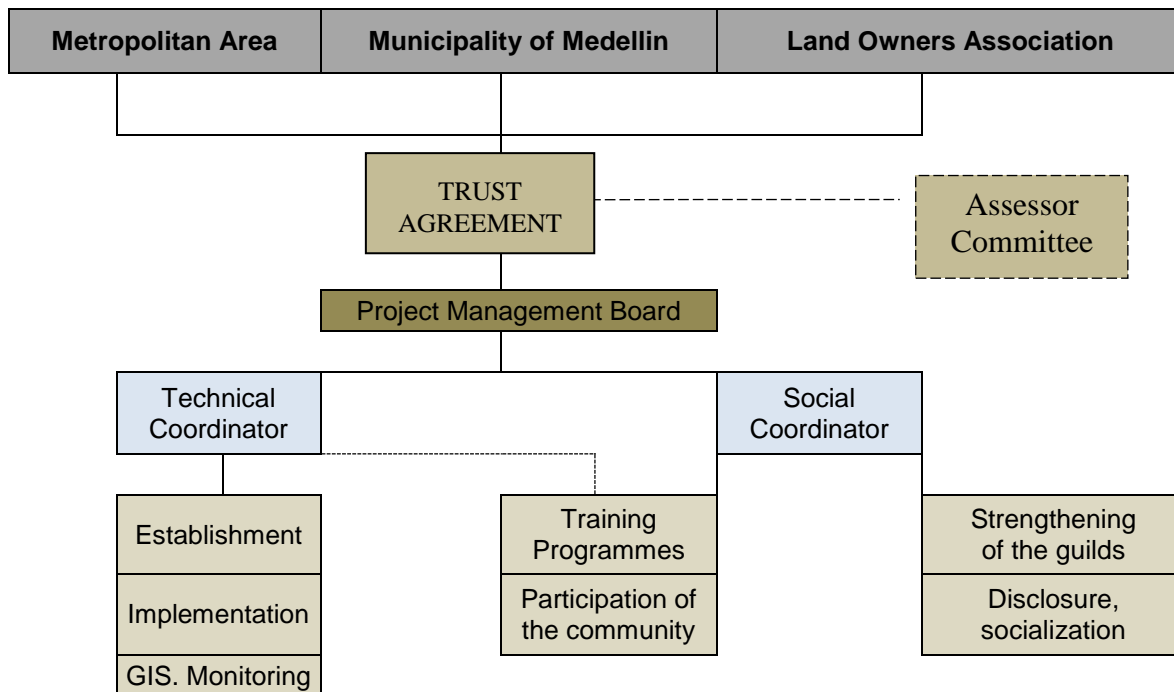 Metropolitan Area
Municipality of Medellin
Land Owners Association
TRUST
AGREEMENT
Assessor
Committee
Project Management Board
Technical
Coordinator
Social
Coordinator
Establishment
Implementation
GIS. Monitoring
Training
Programmes
Participation of
the community
Strengthening
of the guilds
Disclosure,
socialization